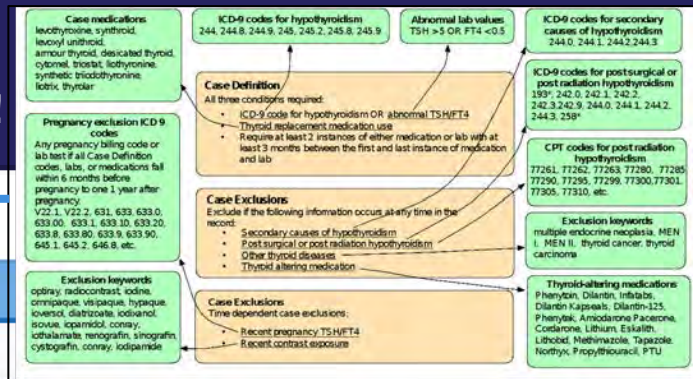 Case medications
levothyroxine, synthroid,
levoxyl unithroid,
armour thyroid, desicated thyroid,
cytomel, triostat, liothyronine,
synthetic triiodothyronine,
liotrix, thyrolar
ICD-9 codes for hypothyroidism
244, 244.8, 244.9, 245, 245.2, 245.8, 245.9
Abnormal lab values
TSH >5 OR FT4 <0.5
ICD-9 codes for secondary
causes of hypothyroidism
244.0, 244.1, 244.2,244.3
Case Definition
All three conditions required:
• ICD-9 code for hypothyroidism OR abnormal TSH/FT4
• Thyroid replacement medication use
• Require at least 2 instances of either medication or lab with at
least 3 months between the first and last instance of medication
and lab
ICD-9 codes for post surgical or
post radiation hypothyroidism
193*, 242.0, 242.1, 242.2,
242.3,242.9, 244.0, 244.1, 244.2,
244.3, 258*
Pregnancy exclusion ICD 9
codes
Any pregnancy billing code or
lab test if all Case Definition
codes, labs, or medications fall
within 6 months before
pregnancy to one year after
pregnancy.
V22.1, V22.2, 631, 633, 633.0,
633.00, 633.1, 633.10, 633.20,
633.8, 633.80, 633.9, 633.90,
645.1, 645.2, 646.8, etc.
CPT codes for post radiation
hypothyroidism
77261, 77262, 77263, 77280, 77285
77290, 77295, 77299, 77300,77301,
77305, 77310, etc.
Case Exclusions
Exclude if the following information occurs at any time in the
record:
• Secondary causes of hypothyroidism
• Post surgical or post radiation hypothyroidism
• Other thyroid diseases
• Thyroid altering medication
Exclusion keywords
multiple endocrine neoplasia, MEN
I, MEN II, thyroid cancer, thyroid
carcinoma
Exclusion keywords
optiray, radiocontrast, iodine,
omnipaque, visipaque, hypaque,
ioversol, diatrizoate, iodixanol,
isovue, iopamidol, conray,
iothalamate, renografin, sinografin,
cystografin, conray, iodipamide
Case Exclusions
Time dependent case exclusions:
• Recent pregnancy TSH/FT4
• Recent contrast exposure
Thyroid-altering medications
Phenytoin, Dilantin, Infatabs,
Dilantin Kapseals, Dilantin-125,
Phenytek, Amiodarone Pacerone,
Cordarone, Lithium, Eskalith,
Lithobid, Methimazole, Tapazole,
Northyx, Propylthiouracil, PTU